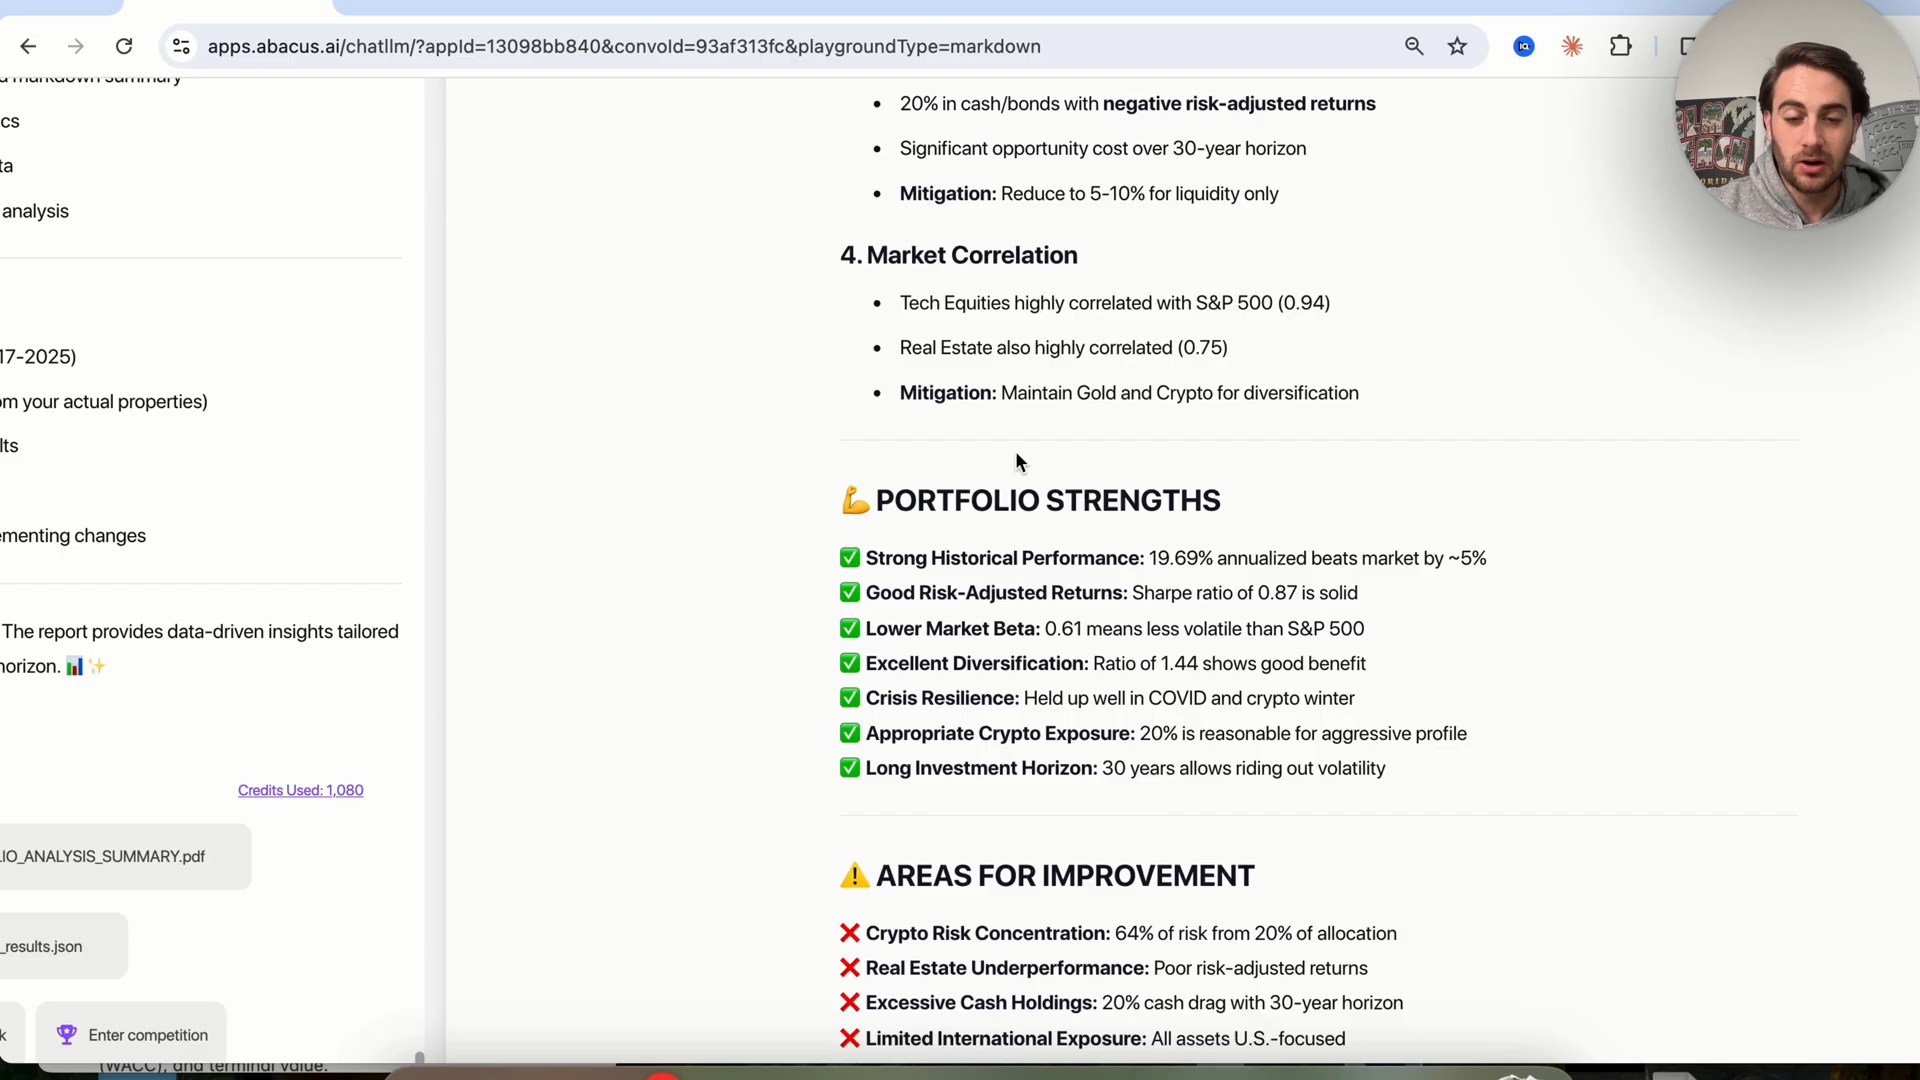 apps.abacus.ai/chatllm/?appId=13098bb840&convoId=93af313fc&playgroundType=markdown
markdown summary
cs
ta
analysis
17-2025)
om your actual properties)
lts
ementing changes
The report provides data-driven insights tailored
horizon. 📊✨
Credits Used: 1,080
LIO_ANALYSIS_SUMMARY.pdf
_results.json
k
Enter competition
(WACC), and terminal value.
• 20% in cash/bonds with negative risk-adjusted returns
• Significant opportunity cost over 30-year horizon
• Mitigation: Reduce to 5-10% for liquidity only
4. Market Correlation
• Tech Equities highly correlated with S&P 500 (0.94)
• Real Estate also highly correlated (0.75)
• Mitigation: Maintain Gold and Crypto for diversification
💪 PORTFOLIO STRENGTHS
✅ Strong Historical Performance: 19.69% annualized beats market by ~5%
✅ Good Risk-Adjusted Returns: Sharpe ratio of 0.87 is solid
✅ Lower Market Beta: 0.61 means less volatile than S&P 500
✅ Excellent Diversification: Ratio of 1.44 shows good benefit
✅ Crisis Resilience: Held up well in COVID and crypto winter
✅ Appropriate Crypto Exposure: 20% is reasonable for aggressive profile
✅ Long Investment Horizon: 30 years allows riding out volatility
⚠️ AREAS FOR IMPROVEMENT
❌ Crypto Risk Concentration: 64% of risk from 20% of allocation
❌ Real Estate Underperformance: Poor risk-adjusted returns
❌ Excessive Cash Holdings: 20% cash drag with 30-year horizon
❌ Limited International Exposure: All assets U.S.-focused